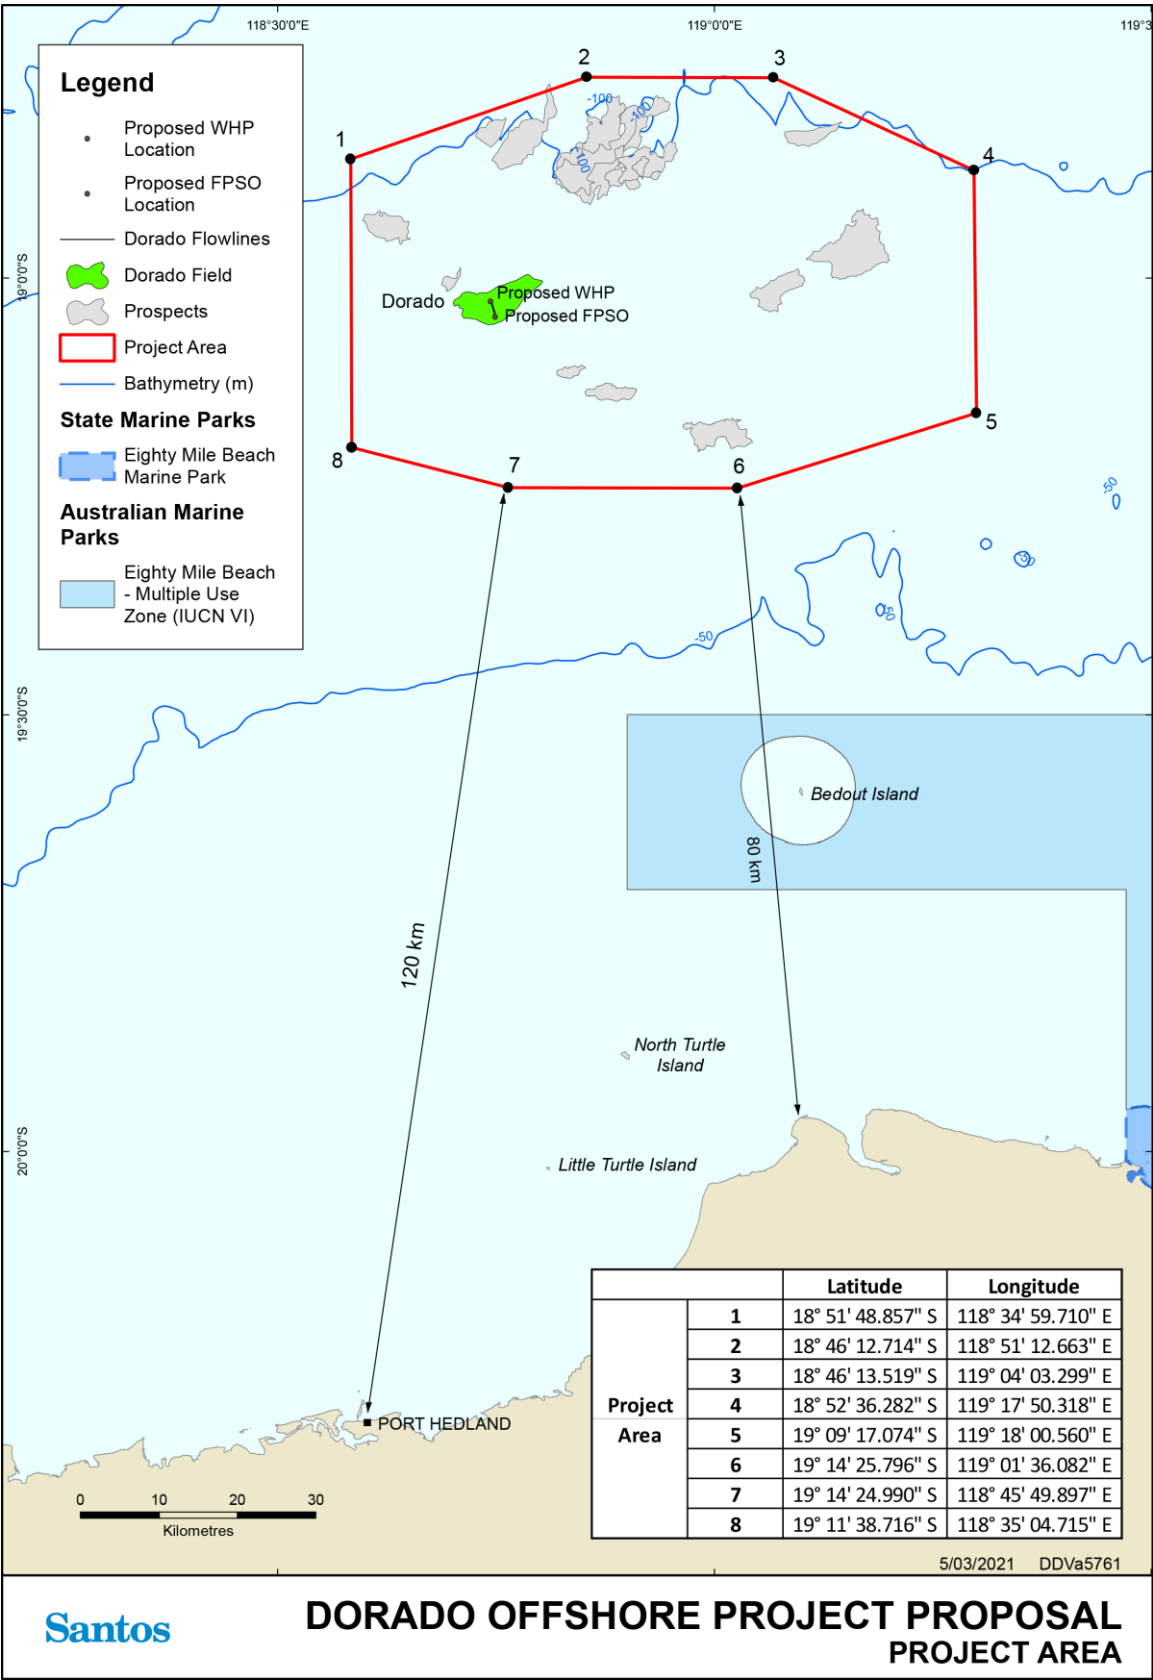 118°30'0"E
119°0'0"E
119°3
Legend
Proposed WHP
Location
Proposed FPSO
Location
Dorado Flowlines
Dorado Field
Prospects
Project Area
Bathymetry (m)
State Marine Parks
Eighty Mile Beach
Marine Park
Australian Marine
Parks
Eighty Mile Beach
- Multiple Use
Zone (IUCN VI)
1
2
3
4
5
6
7
8
-100
-100
-100
Dorado
Proposed WHP
Proposed FPSO
19°0'0"S
-50
-50
-50
-50
19°30'0"S
Bedout Island
80 km
120 km
North Turtle
Island
20°0'0"S
Little Turtle Island
PORT HEDLAND
0 10 20 30
Kilometres
Latitude Longitude
Project
Area
1 18° 51' 48.857" S 118° 34' 59.710" E
2 18° 46' 12.714" S 118° 51' 12.663" E
3 18° 46' 13.519" S 119° 04' 03.299" E
4 18° 52' 36.282" S 119° 17' 50.318" E
5 19° 09' 17.074" S 119° 18' 00.560" E
6 19° 14' 25.796" S 119° 01' 36.082" E
7 19° 14' 24.990" S 118° 45' 49.897" E
8 19° 11' 38.716" S 118° 35' 04.715" E
5/03/2021 DDVa5761
Santos
DORADO OFFSHORE PROJECT PROPOSAL
PROJECT AREA